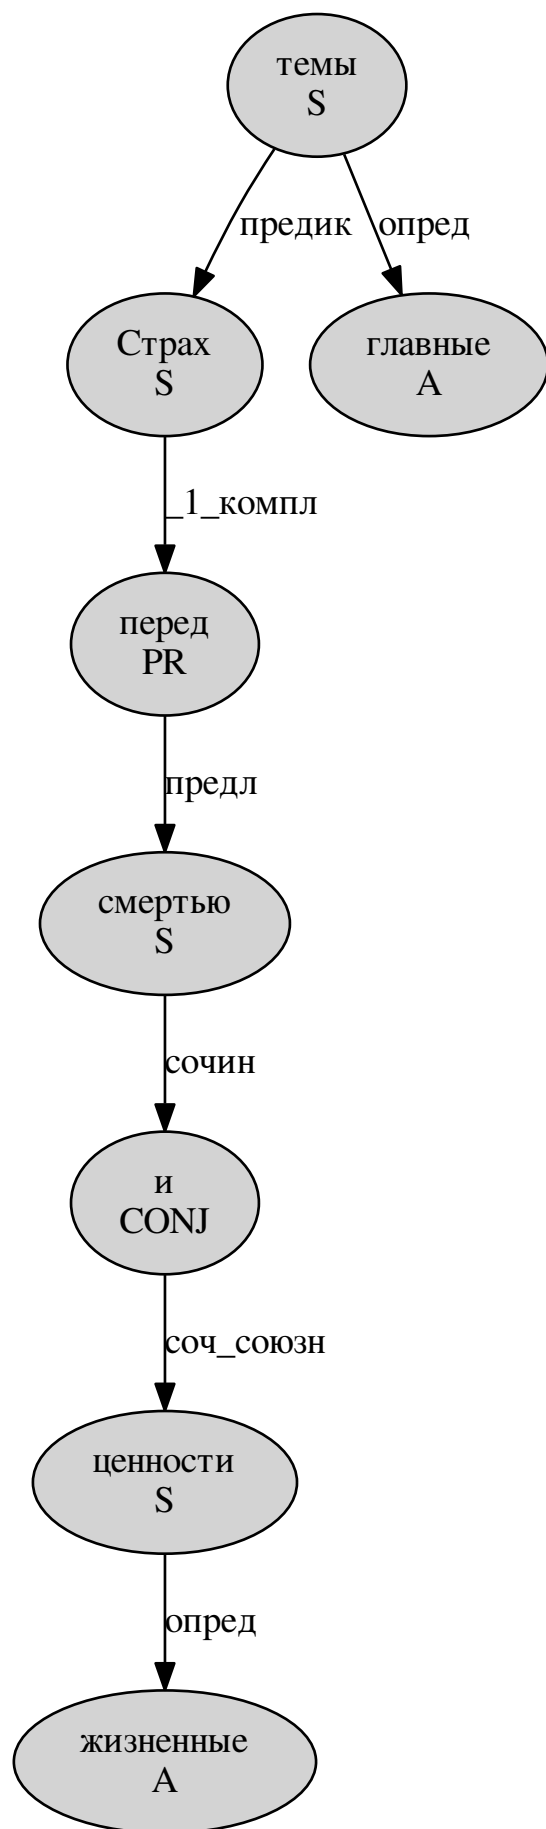 темы
S
предик
опред
Страх
S
главные
A
_1_компл
перед
PR
предл
смертью
S
сочин
и
CONJ
соч_союзн
ценности
S
опред
жизненные
A